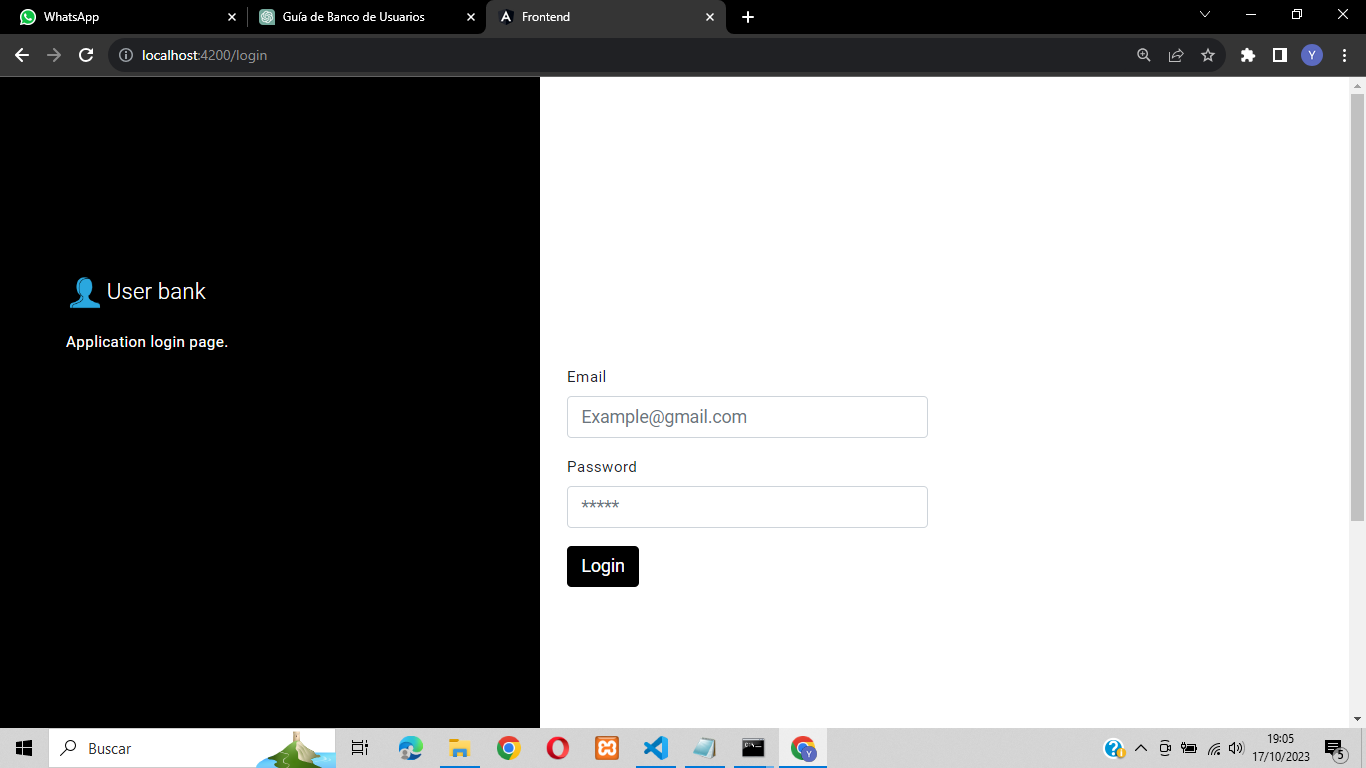 WhatsApp
Guía de Banco de Usuarios
Frontend
localhost:4200/login
Y
User bank
Application login page.
Email
Example@gmail.com
Password
*****
Login
Buscar
Y
19:05
17/10/2023
5